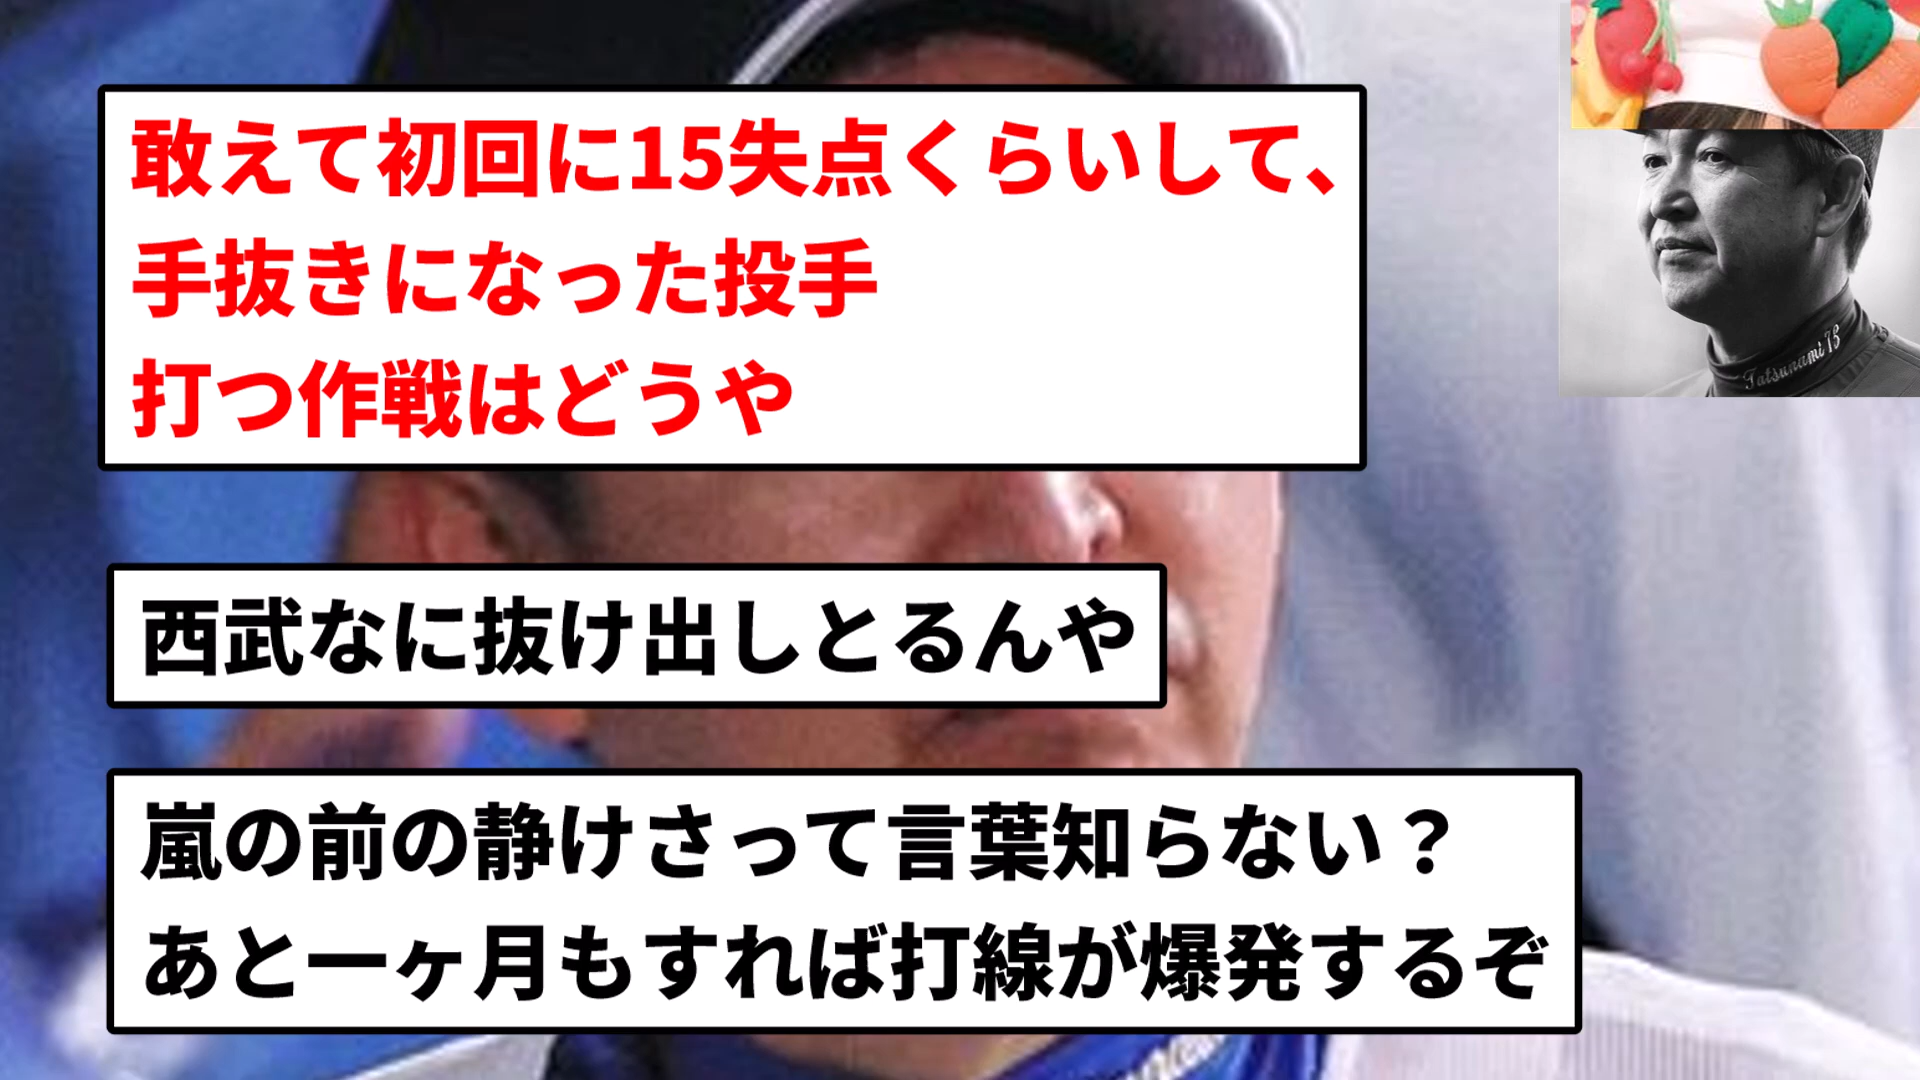 敢えて初回に15失点くらいして、
手抜きになった投手
打つ作戦はどうや
Tatsunami 75
西武なに抜け出しとるんや
嵐の前の静けさって言葉知らない？
あと一ヶ月もすれば打線が爆発するぞ